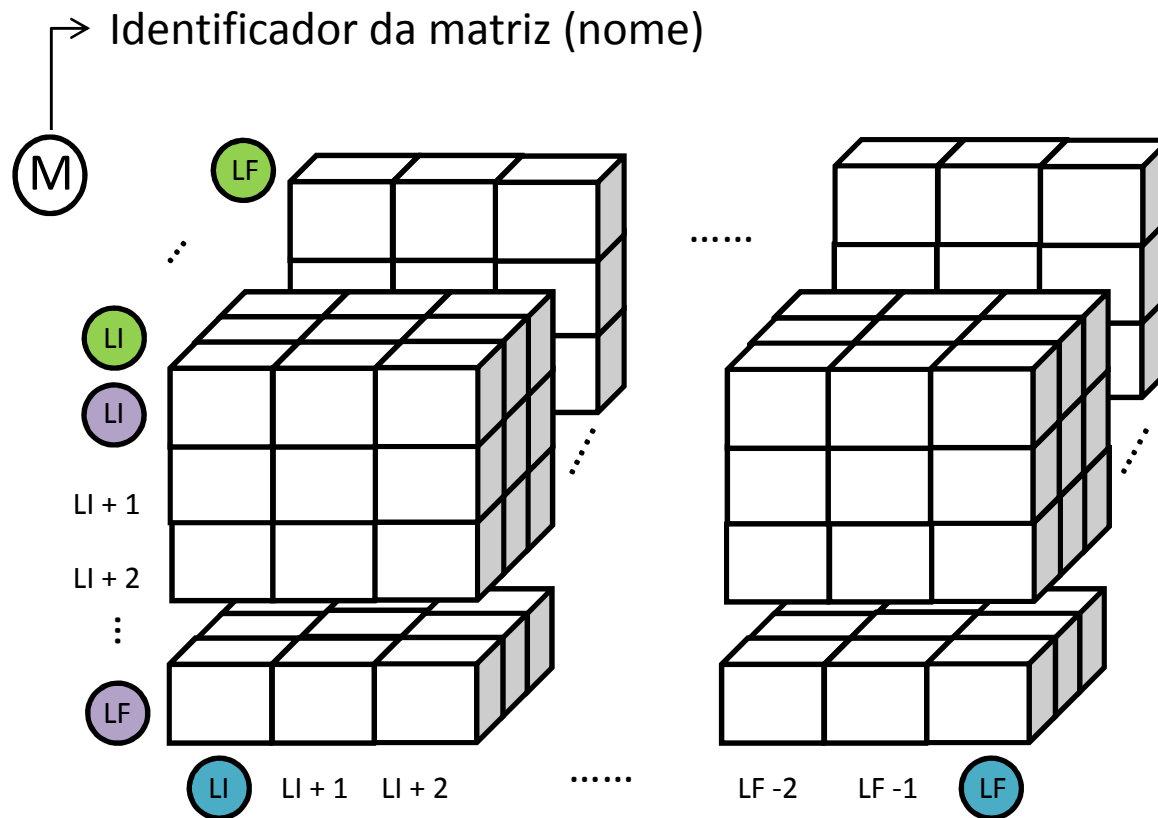 Identificador da matriz (nome)
M
LF
......
LI
LI
LI + 1
LI + 2
...
LF
LI LI + 1 LI + 2 ...... LF -2 LF -1 LF